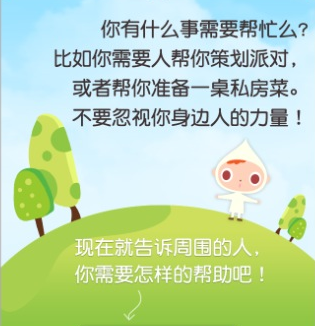 你有什么事需要帮忙么?
比如你需要人帮你策划派对，
或者帮你准备一桌私房菜。
不要忽视你身边人的力量！
现在就告诉周围的人，
你需要怎样的帮助吧！